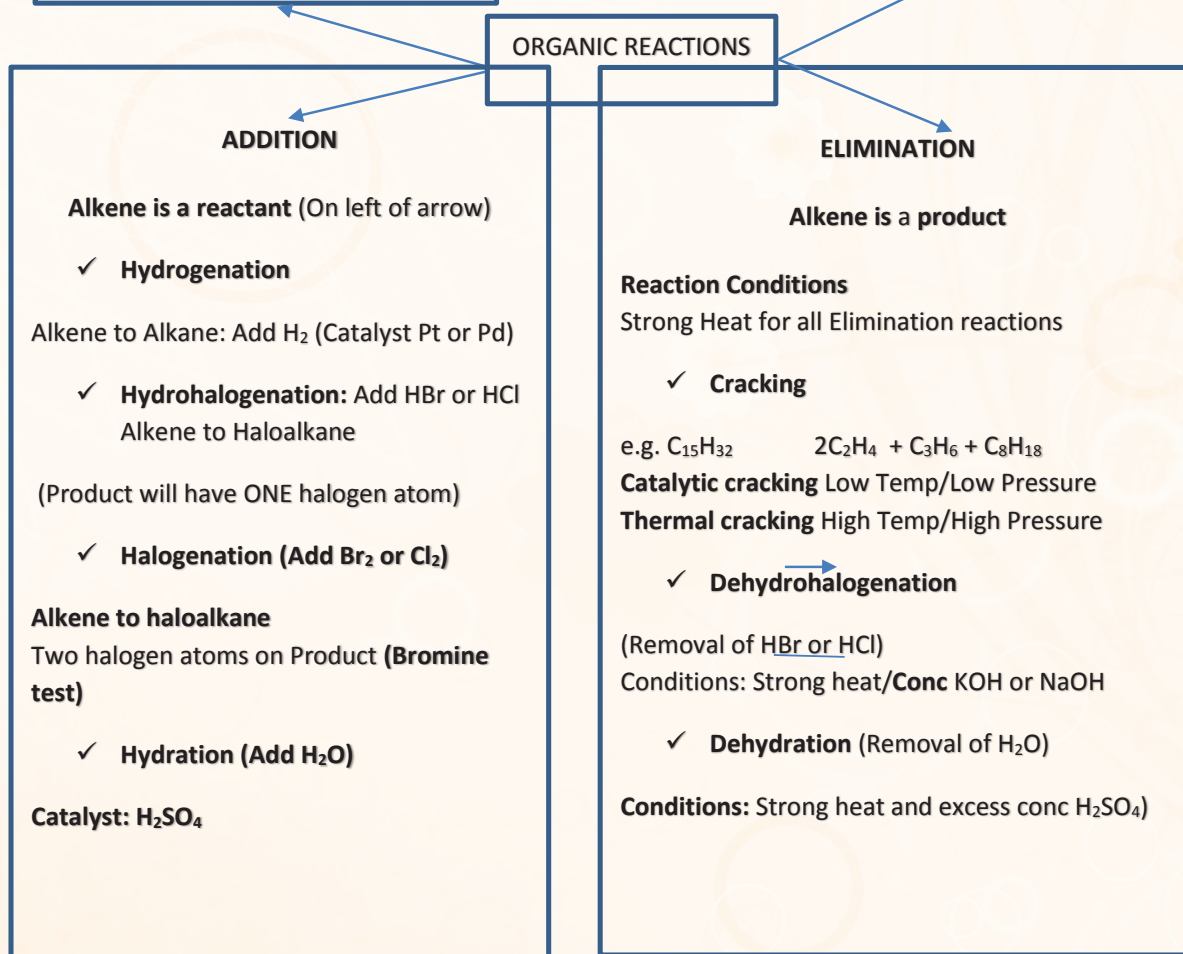 ORGANIC REACTIONS
ADDITION
Alkene is a reactant (On left of arrow)
✓ Hydrogenation
Alkene to Alkane: Add H₂ (Catalyst Pt or Pd)
✓ Hydrohalogenation: Add HBr or HCl
Alkene to Haloalkane
(Product will have ONE halogen atom)
✓ Halogenation (Add Br₂ or Cl₂)
Alkene to haloalkane
Two halogen atoms on Product (Bromine
test)
✓ Hydration (Add H₂O)
Catalyst: H₂SO₄
ELIMINATION
Alkene is a product
Reaction Conditions
Strong Heat for all Elimination reactions
✓ Cracking
e.g. C₁₅H₃₂ 2C₂H₄ + C₃H₆ + C₈H₁₈
Catalytic cracking Low Temp/Low Pressure
Thermal cracking High Temp/High Pressure
✓ Dehydrohalogenation
(Removal of HBr or HCl)
Conditions: Strong heat/Conc KOH or NaOH
✓ Dehydration (Removal of H₂O)
Conditions: Strong heat and excess conc H₂SO₄)